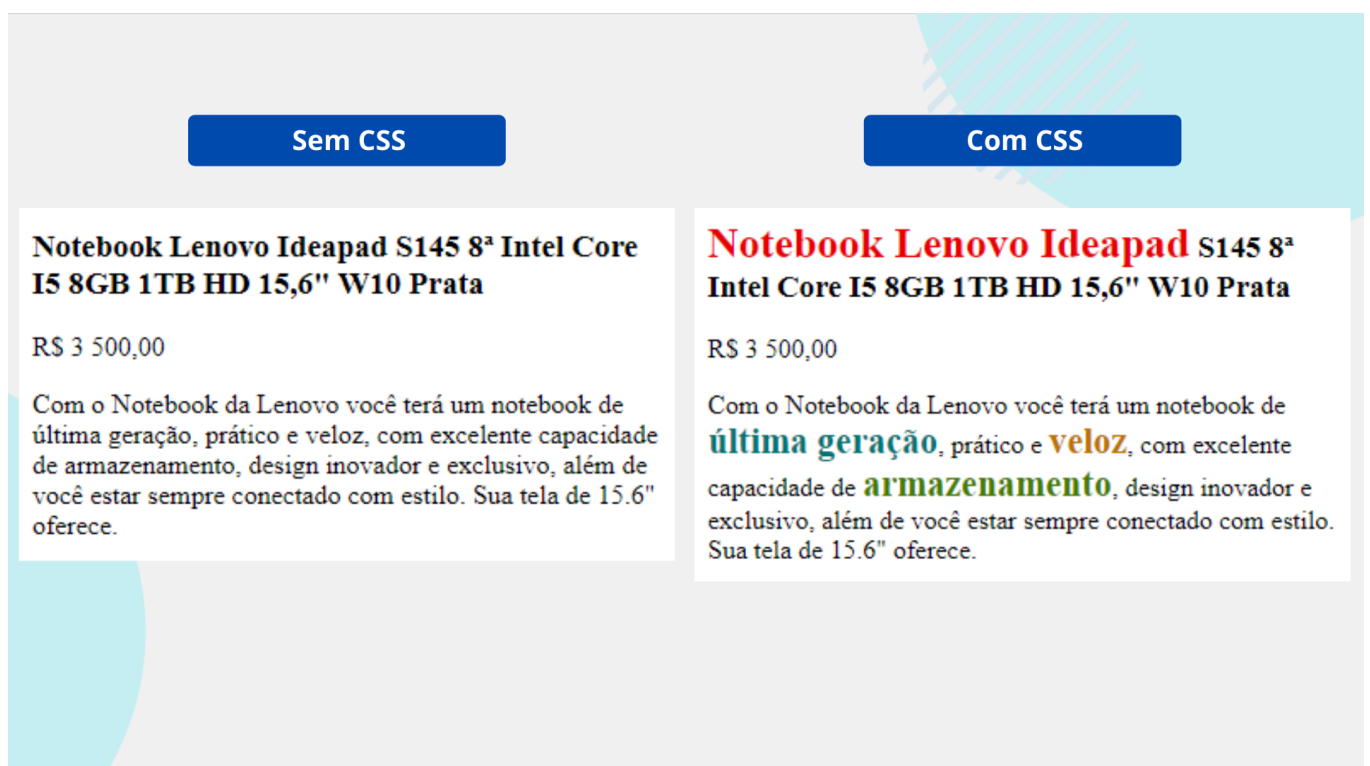 Sem CSS
Notebook Lenovo Ideapad S145 8ª Intel Core
I5 8GB 1TB HD 15,6" W10 Prata
R$ 3 500,00
Com o Notebook da Lenovo você terá um notebook de
última geração, prático e veloz, com excelente capacidade
de armazenamento, design inovador e exclusivo, além de
você estar sempre conectado com estilo. Sua tela de 15.6"
oferece.
Com CSS
Notebook Lenovo Ideapad S145 8ª
Intel Core I5 8GB 1TB HD 15,6" W10 Prata
R$ 3 500,00
Com o Notebook da Lenovo você terá um notebook de
última geração, prático e veloz, com excelente
capacidade de armazenamento, design inovador e
exclusivo, além de você estar sempre conectado com estilo.
Sua tela de 15.6" oferece.